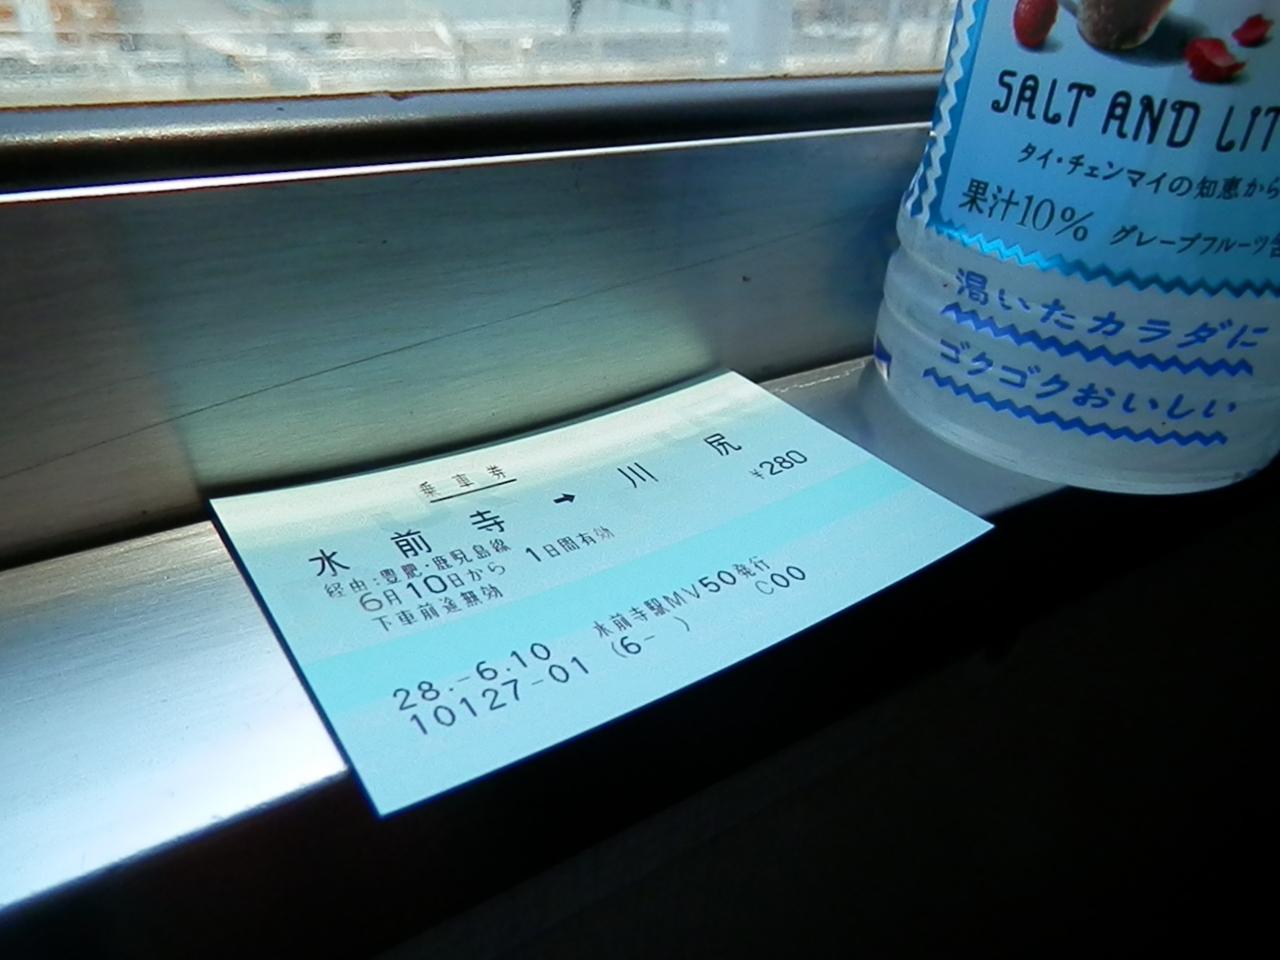 乗車券
水前寺 → 川尻
¥280
経由:豊肥・鹿児島線
6月10日から 1日間有効
下車前途無効
水前寺駅MV50発行
28.-6.10 (6- ) C00
10127-01
SALT AND LIT
タイ・チェンマイの知恵から
果汁10% グレープフルーツ
渇いたカラダに
ゴクゴクおいしい